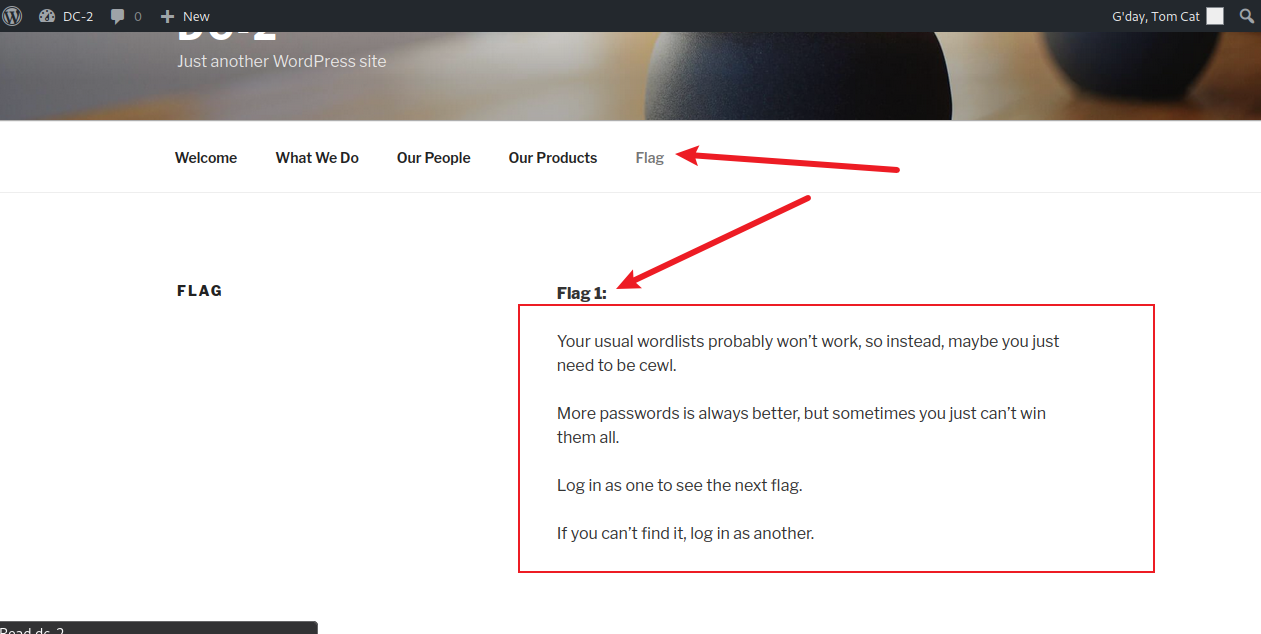 DC-2 0 New G'day, Tom Cat
DC-2
Just another WordPress site
Welcome What We Do Our People Our Products Flag
FLAG
Flag 1:
Your usual wordlists probably won’t work, so instead, maybe you just
need to be cewl.
More passwords is always better, but sometimes you just can’t win
them all.
Log in as one to see the next flag.
If you can’t find it, log in as another.
Read dc-2